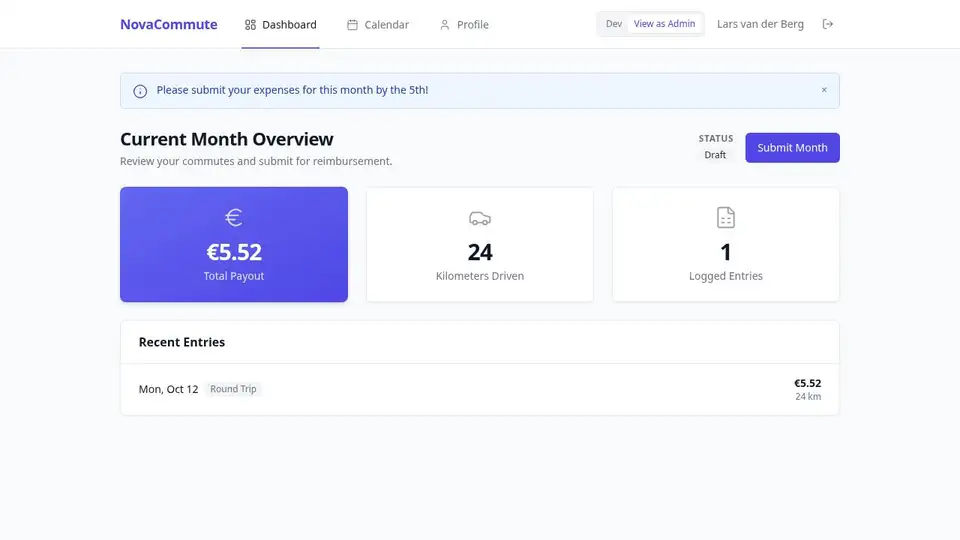 NovaCommute
Dashboard
Calendar
Profile
Dev
View as Admin
Lars van der Berg
Please submit your expenses for this month by the 5th!
×
Current Month Overview
Review your commutes and submit for reimbursement.
STATUS
Draft
Submit Month
€
€5.52
Total Payout
24
Kilometers Driven
1
Logged Entries
Recent Entries
Mon, Oct 12 Round Trip
€5.52
24 km